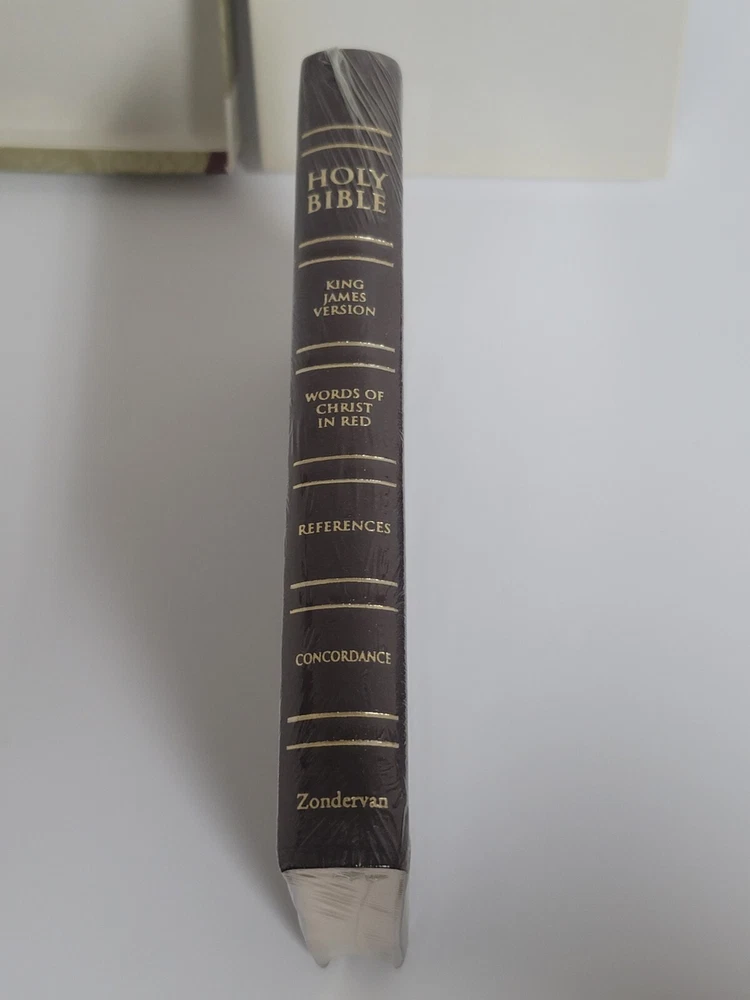 HOLY
BIBLE
KING
JAMES
VERSION
WORDS OF
CHRIST
IN RED
REFERENCES
CONCORDANCE
Zondervan